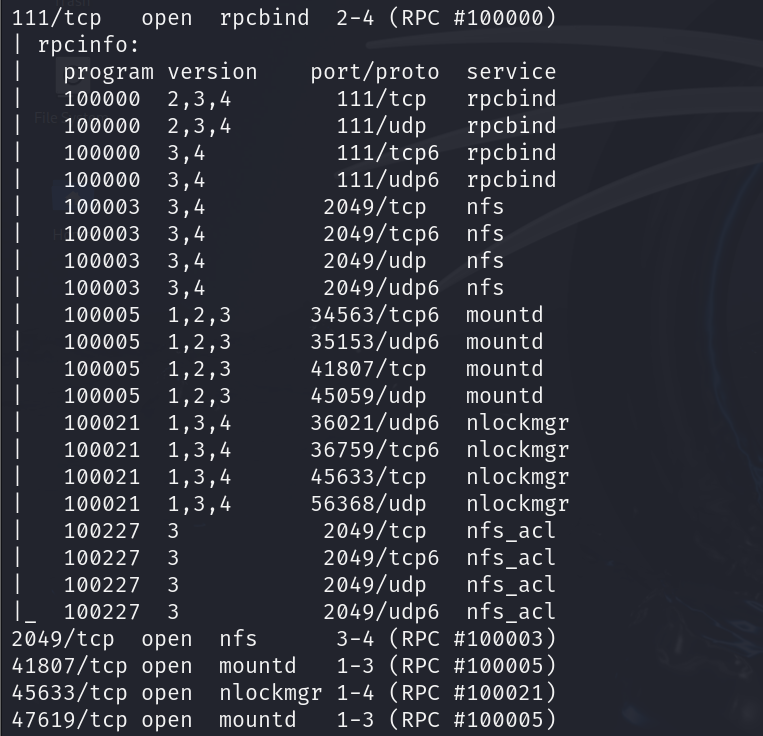 111/tcp   open  rpcbind  2-4 (RPC #100000)
| rpcinfo:
|   program version    port/proto  service
|   100000  2,3,4        111/tcp   rpcbind
|   100000  2,3,4        111/udp   rpcbind
|   100000  3,4          111/tcp6  rpcbind
|   100000  3,4          111/udp6  rpcbind
|   100003  3,4         2049/tcp   nfs
|   100003  3,4         2049/tcp6  nfs
|   100003  3,4         2049/udp   nfs
|   100003  3,4         2049/udp6  nfs
|   100005  1,2,3      34563/tcp6  mountd
|   100005  1,2,3      35153/udp6  mountd
|   100005  1,2,3      41807/tcp   mountd
|   100005  1,2,3      45059/udp   mountd
|   100021  1,3,4      36021/udp6  nlockmgr
|   100021  1,3,4      36759/tcp6  nlockmgr
|   100021  1,3,4      45633/tcp   nlockmgr
|   100021  1,3,4      56368/udp   nlockmgr
|   100227  3           2049/tcp   nfs_acl
|   100227  3           2049/tcp6  nfs_acl
|   100227  3           2049/udp   nfs_acl
|_  100227  3           2049/udp6  nfs_acl
2049/tcp  open  nfs      3-4 (RPC #100003)
41807/tcp open  mountd   1-3 (RPC #100005)
45633/tcp open  nlockmgr 1-4 (RPC #100021)
47619/tcp open  mountd   1-3 (RPC #100005)